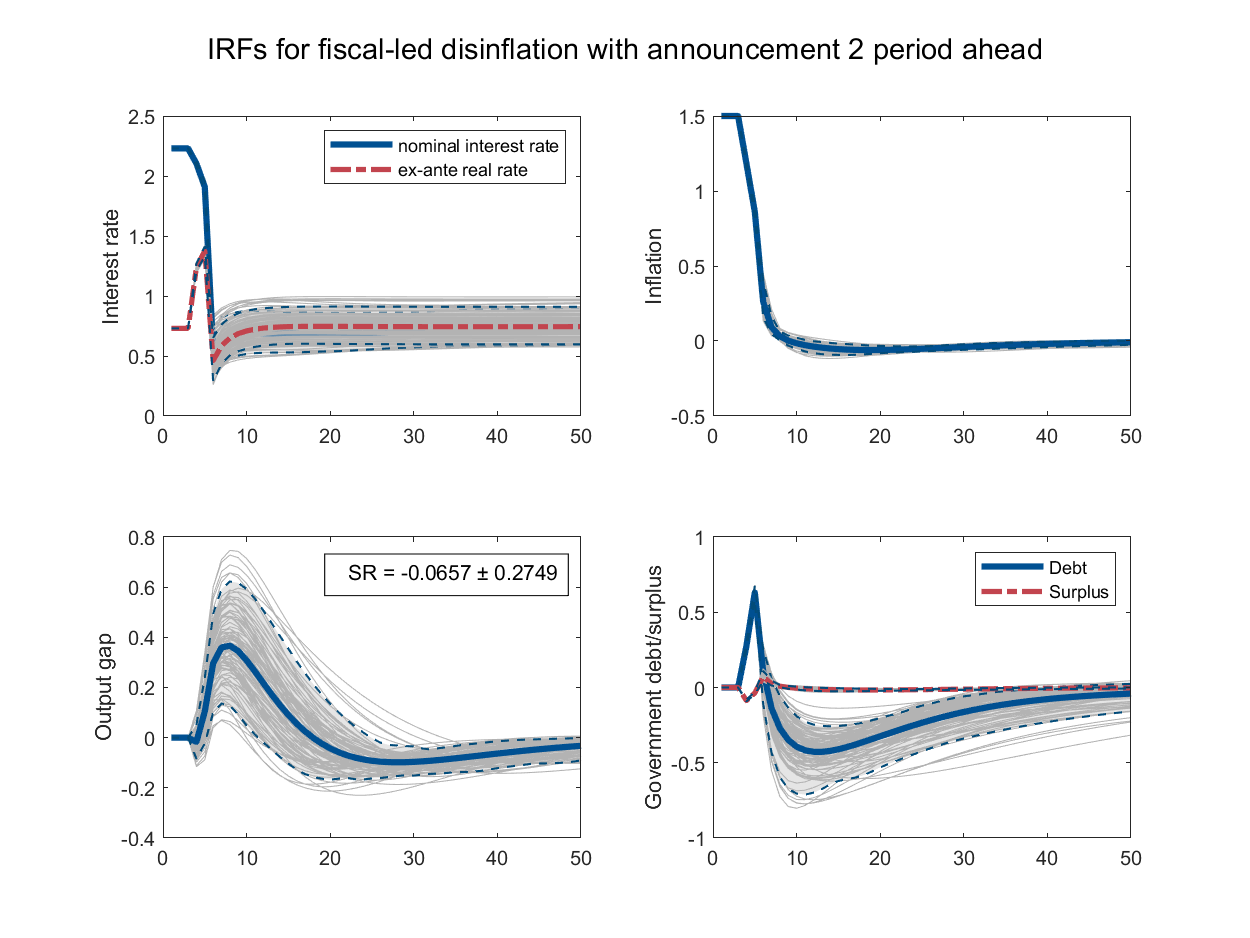 IRFs for fiscal-led disinflation with announcement 2 period ahead
Interest rate
2.5
2
1.5
1
0.5
0
0 10 20 30 40 50
nominal interest rate
ex-ante real rate
Inflation
1.5
1
0.5
0
-0.5
0 10 20 30 40 50
Output gap
0.8
0.6
0.4
0.2
0
-0.2
-0.4
0 10 20 30 40 50
SR = -0.0657 ± 0.2749
Government debt/surplus
1
0.5
0
-0.5
-1
0 10 20 30 40 50
Debt
Surplus